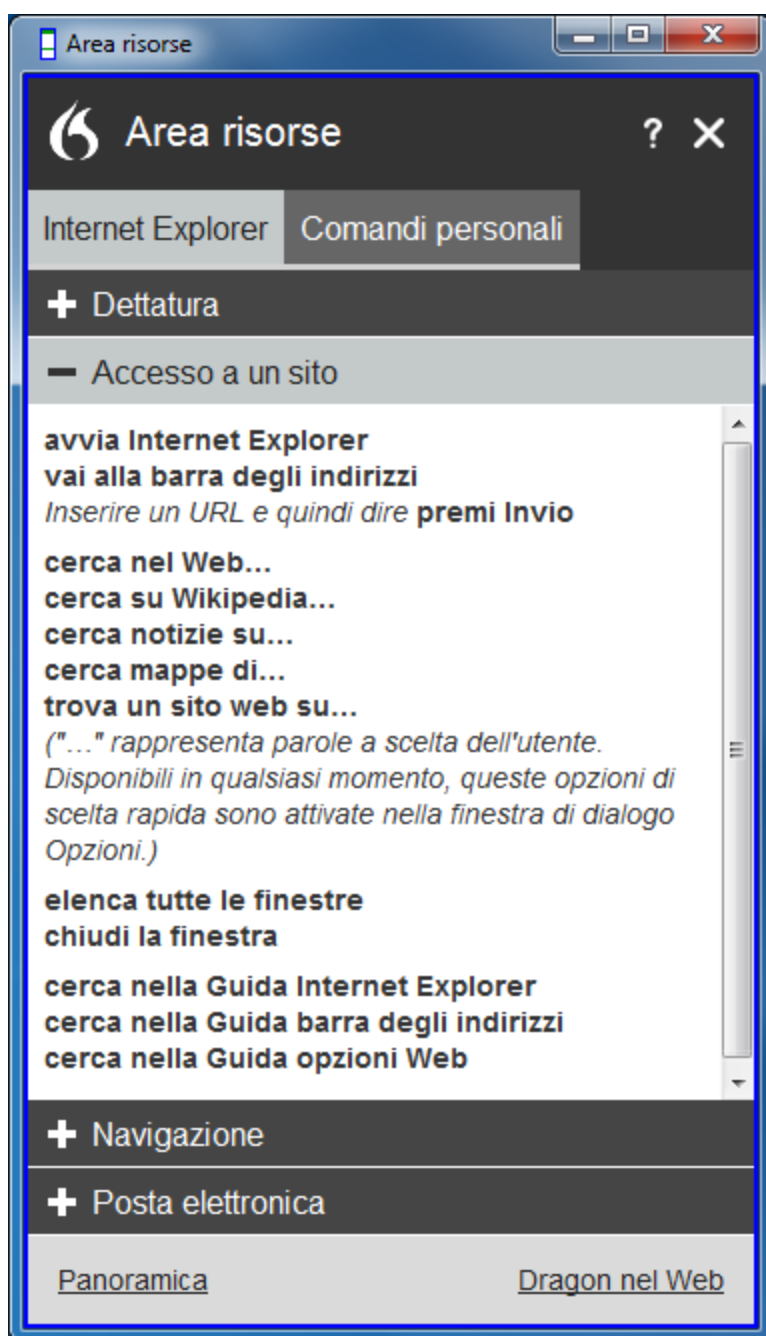 Area risorse
Area risorse ?
Internet Explorer Comandi personali
Dettatura
Accesso a un sito
avvia Internet Explorer
vai alla barra degli indirizzi
Inserire un URL e quindi dire premi Invio
cerca nel Web...
cerca su Wikipedia...
cerca notizie su...
cerca mappe di...
trova un sito web su...
("..." rappresenta parole a scelta dell'utente.
Disponibili in qualsiasi momento, queste opzioni di
scelta rapida sono attivate nella finestra di dialogo
Opzioni.)
elenca tutte le finestre
chiudi la finestra
cerca nella Guida Internet Explorer
cerca nella Guida barra degli indirizzi
cerca nella Guida opzioni Web
Navigazione
Posta elettronica
Panoramica Dragon nel Web